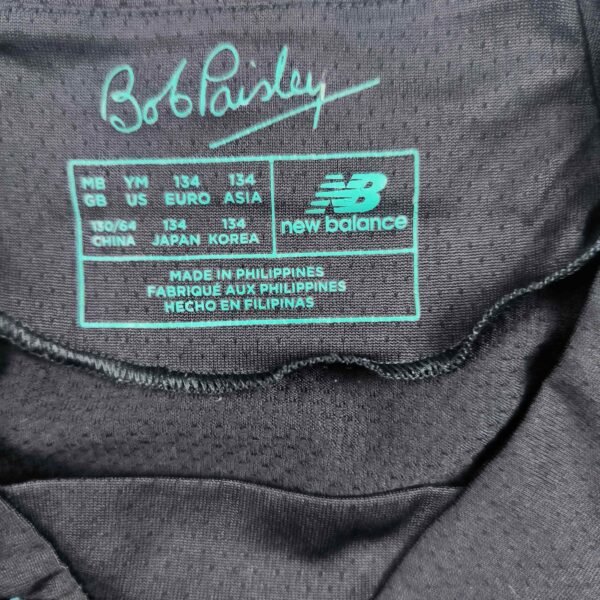 Bob Paisley
MB YM 134 134
GB US EURO ASIA
130/64 134 134
CHINA JAPAN KOREA
NB
new balance
MADE IN PHILIPPINES
FABRIQUÉ AUX PHILIPPINES
HECHO EN FILIPINAS